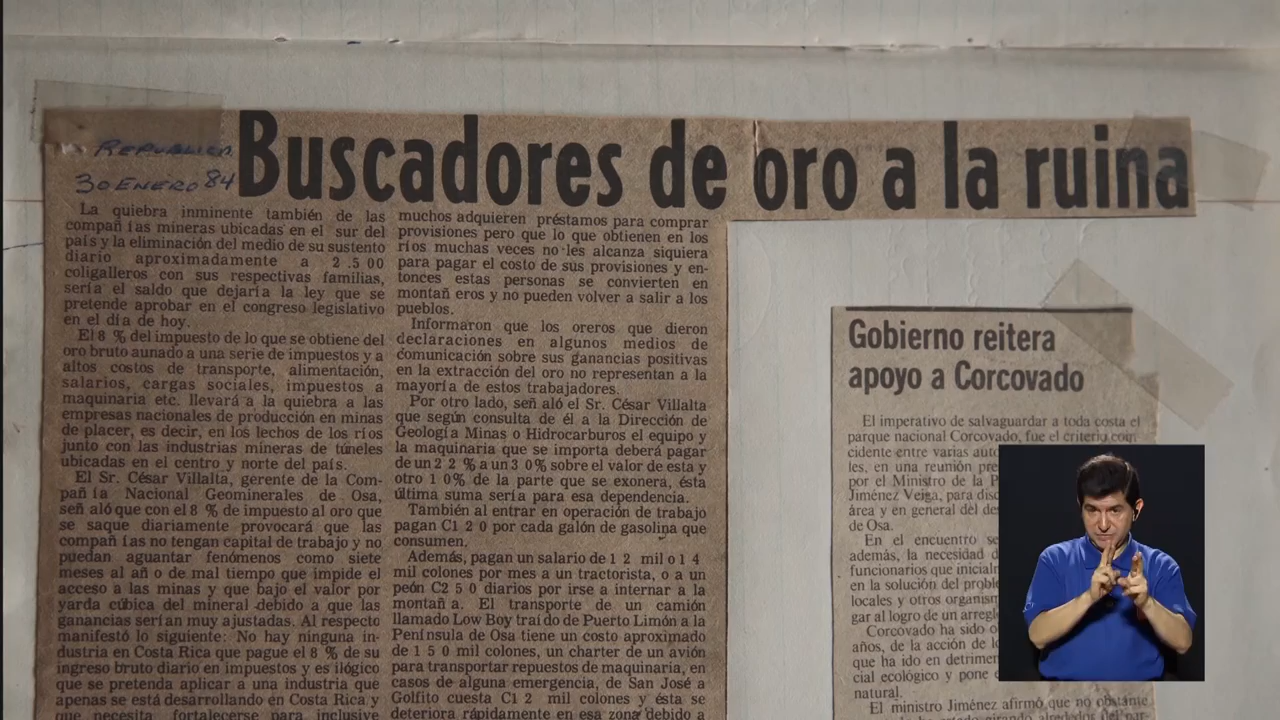 REPUBLICA
30 ENERO 84
Buscadores de oro a la ruina
La quiebra inminente también de las
compañías mineras ubicadas en el sur del
país y la eliminación del medio de su sustento
diario aproximadamente a 2.500
coligalleros con sus respectivas familias,
sería el saldo que dejaría la ley que se
pretende aprobar en el congreso legislativo
en el día de hoy.
El 8 % del impuesto de lo que se obtiene del
oro bruto aunado a una serie de impuestos y a
altos costos de transporte, alimentación,
salarios, cargas sociales, impuestos a
maquinaria etc. llevará a la quiebra a las
empresas nacionales de producción en minas
de placer, es decir, en los lechos de los ríos
junto con las industrias mineras de túneles
ubicadas en el centro y norte del país.
El Sr. César Villalta, gerente de la Com-
pañía Nacional Geominerales de Osa,
señaló que con el 8 % de impuesto al oro que
se saque diariamente provocará que las
compañías no tengan capital de trabajo y no
puedan aguantar fenómenos como siete
meses al año de mal tiempo que impide el
acceso a las minas y que bajo el valor por
yarda cúbica del mineral debido a que las
ganancias serían muy ajustadas. Al respecto
manifestó lo siguiente: No hay ninguna in-
dustria en Costa Rica que pague el 8 % de su
ingreso bruto diario en impuestos y es ilógico
que se pretenda aplicar a una industria que
apenas se está desarrollando en Costa Rica y
que necesita fortalecerse para inclusive
muchos adquieren préstamos para comprar
provisiones pero que lo que obtienen en los
ríos muchas veces no les alcanza siquiera
para pagar el costo de sus provisiones y en-
tonces estas personas se convierten en
montañeros y no pueden volver a salir a los
pueblos.
Informaron que los oreros que dieron
declaraciones en algunos medios de
comunicación sobre sus ganancias positivas
en la extracción del oro no representan a la
mayoría de estos trabajadores.
Por otro lado, señaló el Sr. César Villalta
que según consulta de él a la Dirección de
Geología Minas o Hidrocarburos el equipo y
la maquinaria que se importa deberá pagar
de un 22 % a un 30% sobre el valor de esta y
otro 10% de la parte que se exonera, ésta
última suma sería para esa dependencia.
También al entrar en operación de trabajo
pagan C120 por cada galón de gasolina que
consumen.
Además, pagan un salario de 12 mil o 14
mil colones por mes a un tractorista, o a un
peón C250 diarios por irse a internar a la
montaña. El transporte de un camión
llamado Low Boy traído de Puerto Limón a la
Península de Osa tiene un costo aproximado
de 150 mil colones, un charter de un avión
para transportar repuestos de maquinaria, en
casos de alguna emergencia, de San José a
Golfito cuesta C12 mil colones y ésta se
deteriora rápidamente en esa zona debido a
Gobierno reitera
apoyo a Corcovado
El imperativo de salvaguardar a toda costa el
parque nacional Corcovado, fue el criterio coin-
cidente entre varias auto
les, en una reunión pre
por el Ministro de la P
Jiménez Veiga, para disc
área y en general del des
de Osa.
En el encuentro se
además, la necesidad d
funcionarios que inicialm
en la solución del proble
locales y otros organism
gar al logro de un arregl
Corcovado ha sido o
años, de la acción de lo
que ha ido en detrimen
cial ecológico y pone e
natural.
El ministro Jiménez afirmó que no obstante